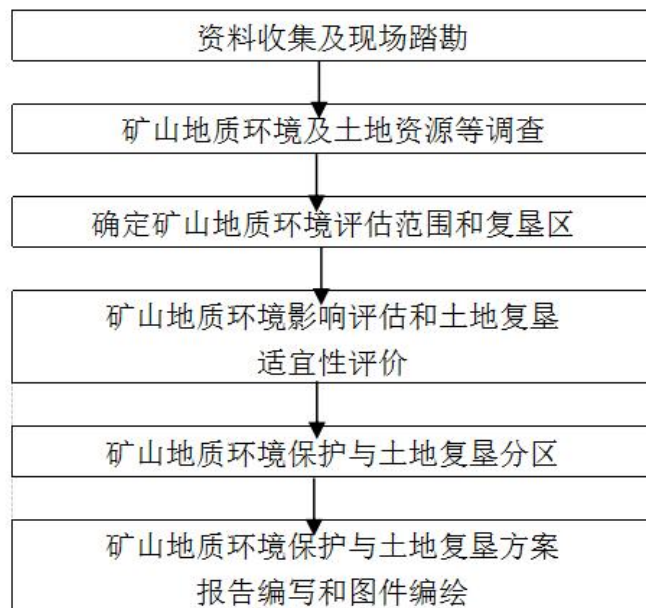 资料收集及现场踏勘
矿山地质环境及土地资源等调查
确定矿山地质环境评估范围和复垦区
矿山地质环境影响评估和土地复垦
适宜性评价
矿山地质环境保护与土地复垦分区
矿山地质环境保护与土地复垦方案
报告编写和图件编绘